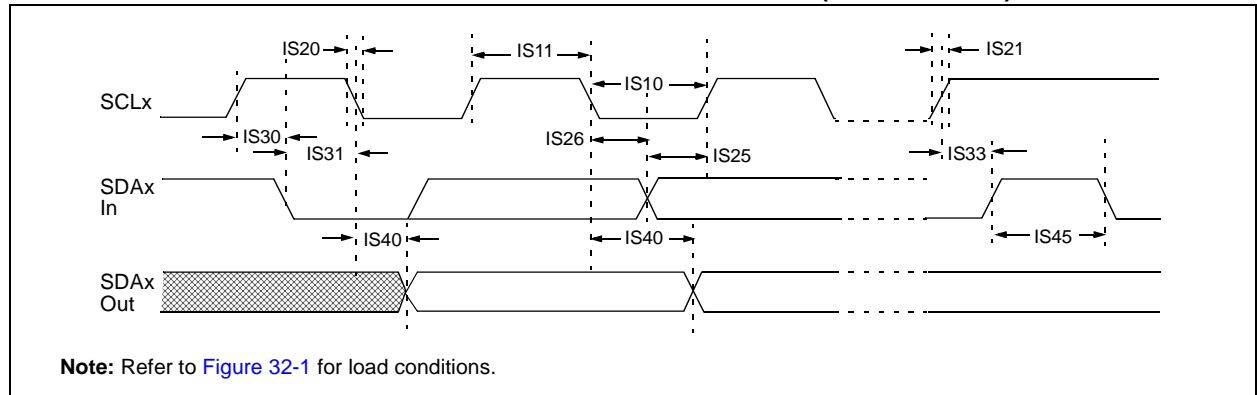 IS20
IS11
IS21
IS10
SCLx
IS30
IS26
IS31
IS25
IS33
SDAx
In
IS40
IS40
IS45
SDAx
Out
Note: Refer to Figure 32-1 for load conditions.